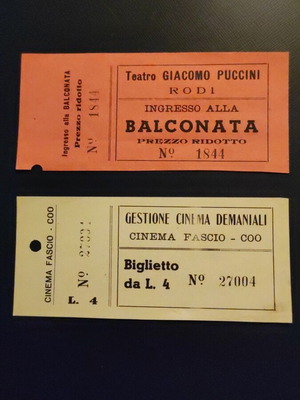 Ingresso alla BALCONATA
Prezzo ridotto
Nº 1844
Teatro GIACOMO PUCCINI
RODI
INGRESSO ALLA
BALCONATA
PREZZO RIDOTTO
Nº 1844
CINEMA FASCIO - COO
Nº
L. 4
GESTIONE CINEMA DEMANIALI
CINEMA FASCIO - COO
Biglietto
da L. 4 Nº 27004